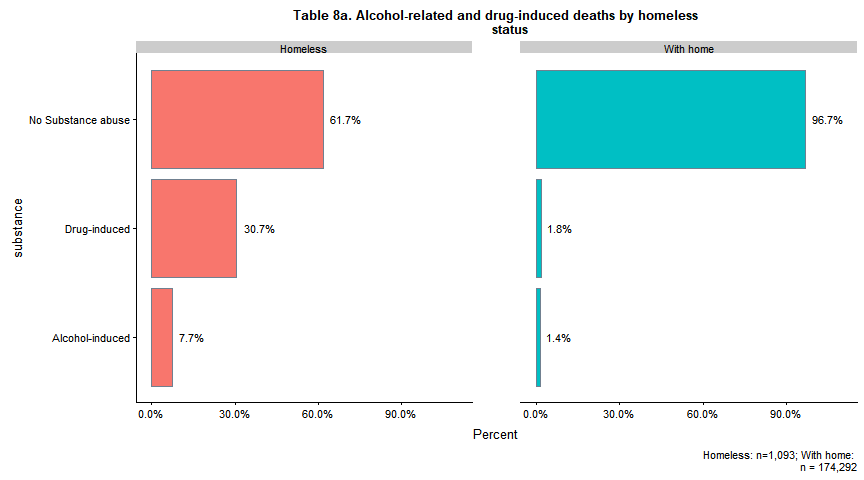 Table 8a. Alcohol-related and drug-induced deaths by homeless
status
Homeless
With home
No Substance abuse
61.7%
96.7%
Drug-induced
30.7%
1.8%
Alcohol-induced
7.7%
1.4%
substance
0.0%
30.0%
60.0%
90.0%
0.0%
30.0%
60.0%
90.0%
Percent
Homeless: n=1,093; With home:
n = 174,292